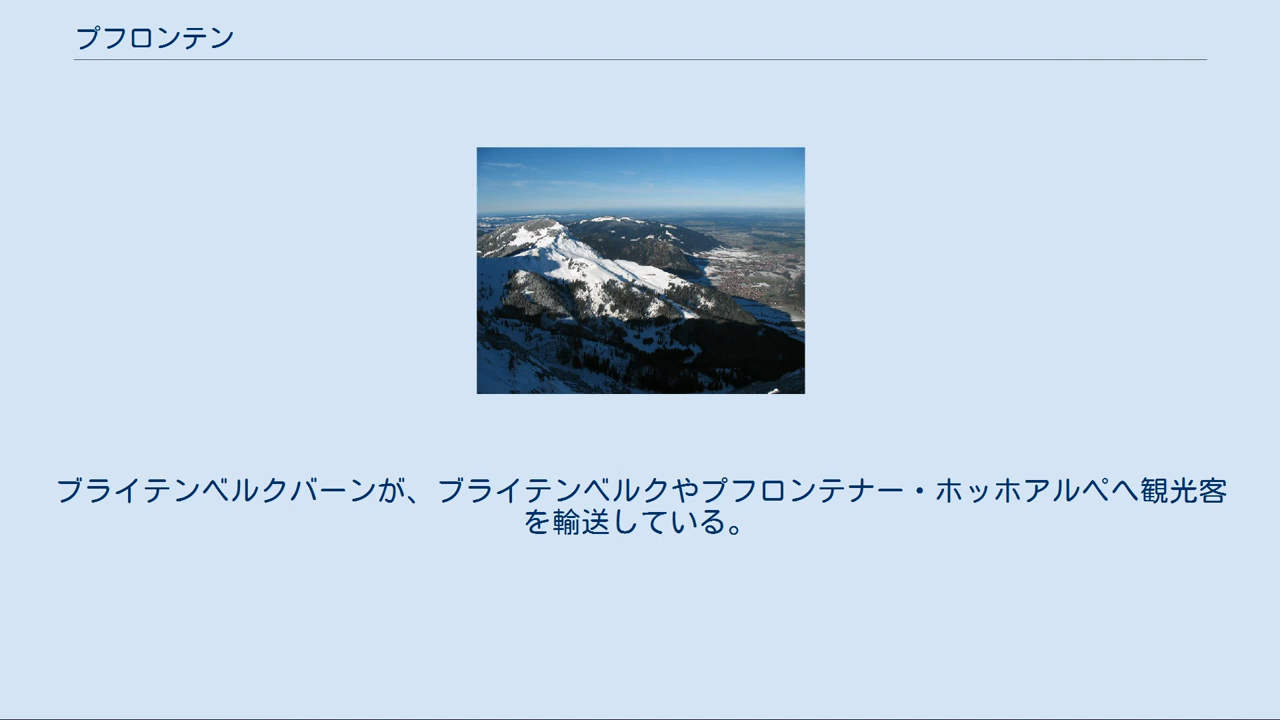 プフロンテン
ブライテンベルクバーンが、ブライテンベルクやプフロンテナー・ホッホアルペへ観光客
を輸送している。